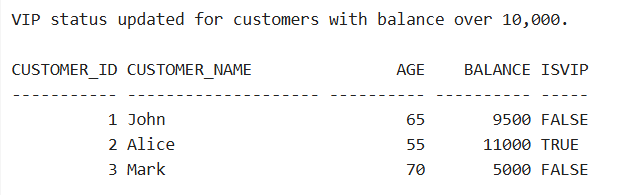 VIP status updated for customers with balance over 10,000.
CUSTOMER_ID CUSTOMER_NAME               AGE    BALANCE ISVIP
----------- -------------------- ---------- ---------- -----
          1 John                         65       9500 FALSE
          2 Alice                        55      11000 TRUE
          3 Mark                         70       5000 FALSE